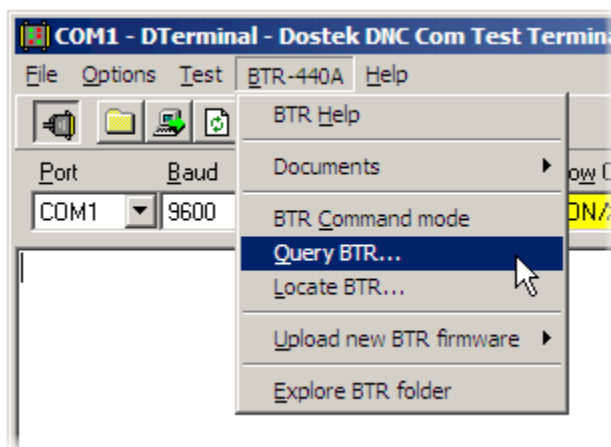 COM1 - DTerminal - Dostek DNC Com Test Termina
File Options Test BTR-440A Help
BTR Help
Documents
BTR Command mode
Query BTR...
Locate BTR...
Upload new BTR firmware
Explore BTR folder
Port Baud
COM1 9600